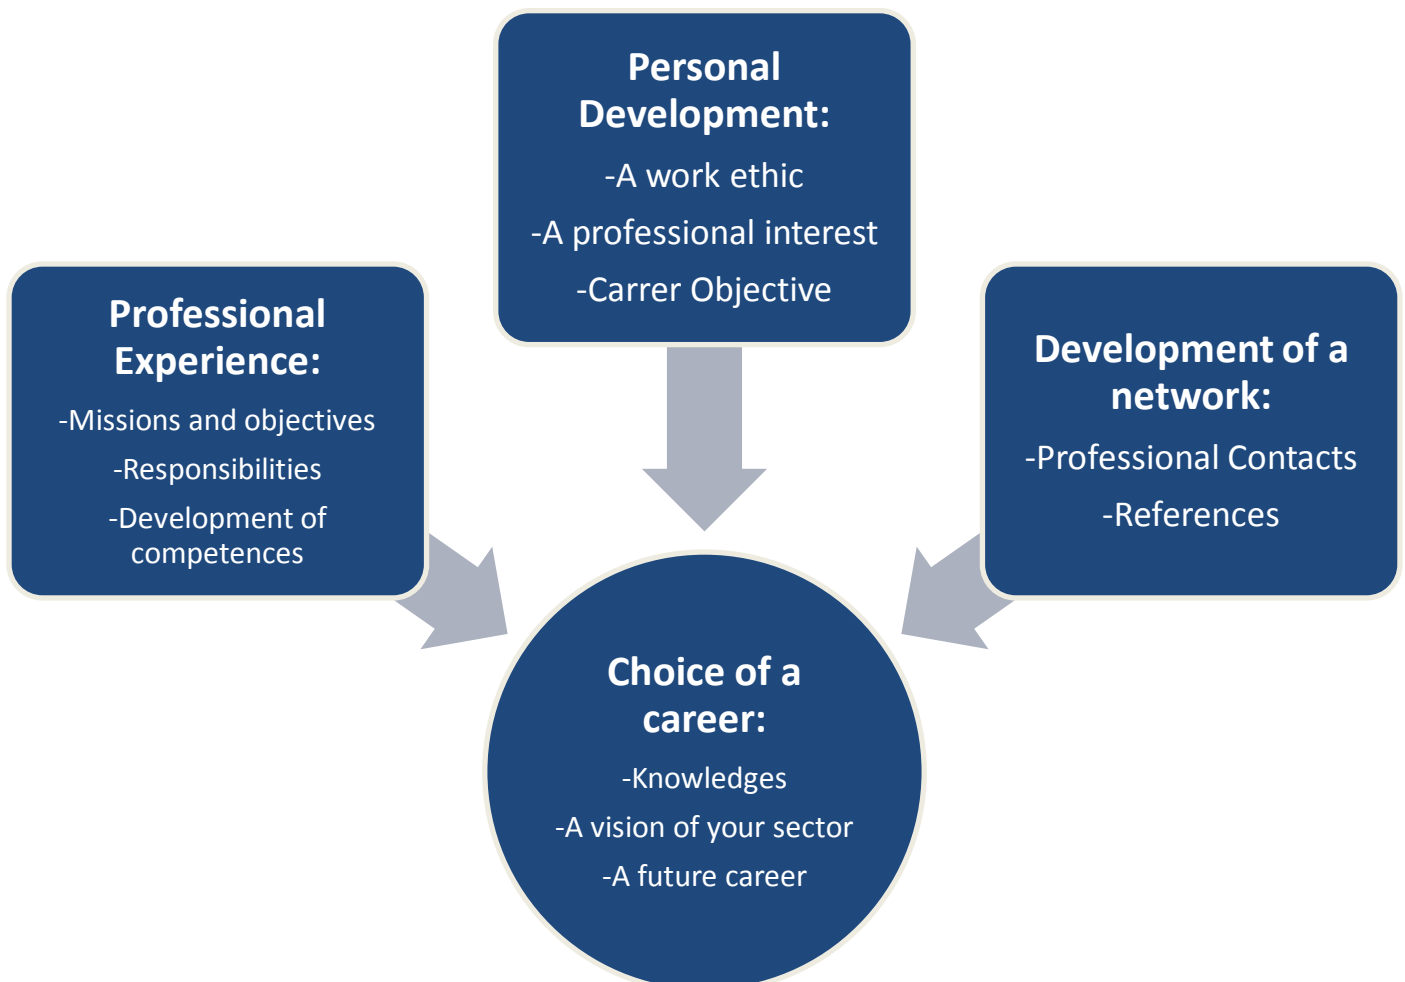 Personal
Development:
-A work ethic
-A professional interest
-Carrer Objective
Professional
Experience:
-Missions and objectives
-Responsibilities
-Development of
competences
Development of a
network:
-Professional Contacts
-References
Choice of a
career:
-Knowledges
-A vision of your sector
-A future career